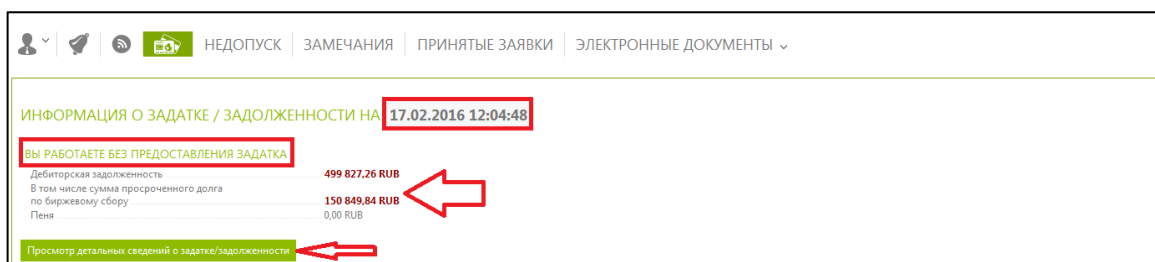 НЕДОПУСК ЗАМЕЧАНИЯ ПРИНЯТЫЕ ЗАЯВКИ ЭЛЕКТРОННЫЕ ДОКУМЕНТЫ
ИНФОРМАЦИЯ О ЗАДАТКЕ / ЗАДОЛЖЕННОСТИ НА 17.02.2016 12:04:48
ВЫ РАБОТАЕТЕ БЕЗ ПРЕДОСТАВЛЕНИЯ ЗАДАТКА
Дебиторская задолженность 499 827,26 RUB
В том числе сумма просроченного долга
по биржевому сбору 150 849,84 RUB
Пеня 0,00 RUB
Просмотр детальных сведений о задатке/задолженности